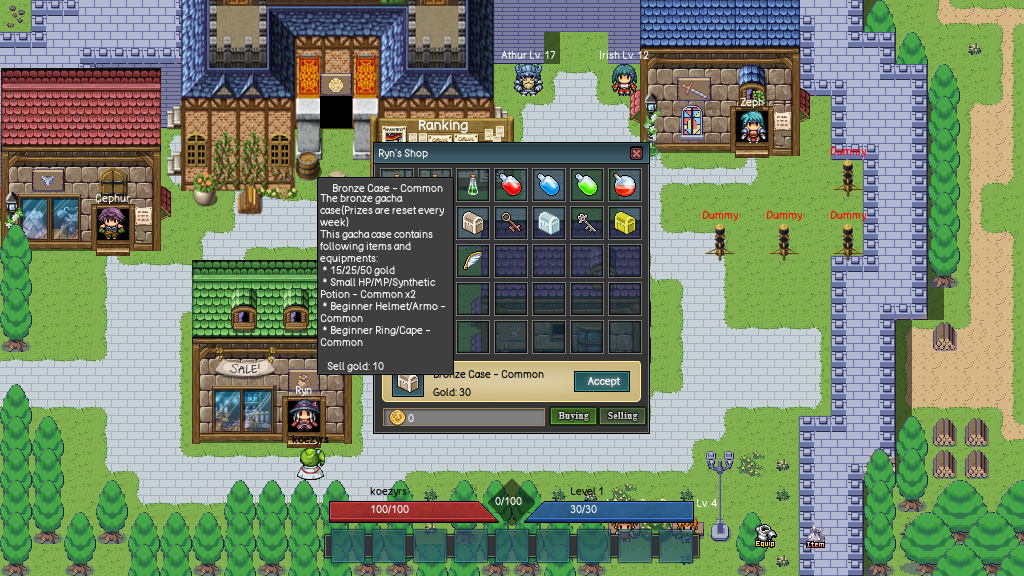 Athur Lv. 17
Irish Lv. 12
Zeph
Ranking
WANTED
Dummy
Ryn's Shop
Cephur
Dummy
Dummy
Dummy
Bronze Case - Common
The bronze gacha
case(Prizes are reset every
week)
This gacha case contains
following items and
equipments:
* 15/25/50 gold
* Small HP/MP/Synthetic
Potion - Common x2
* Beginner Helmet/Armo -
Common
* Beginner Ring/Cape -
Common
Sell gold: 10
SALE!
Ryn
Bronze Case - Common
Gold: 30
Accept
0
Buying
Selling
koezyrs
koezyrs
Level 1
100/100
0/100
30/30
Lv 4
Equip
Item